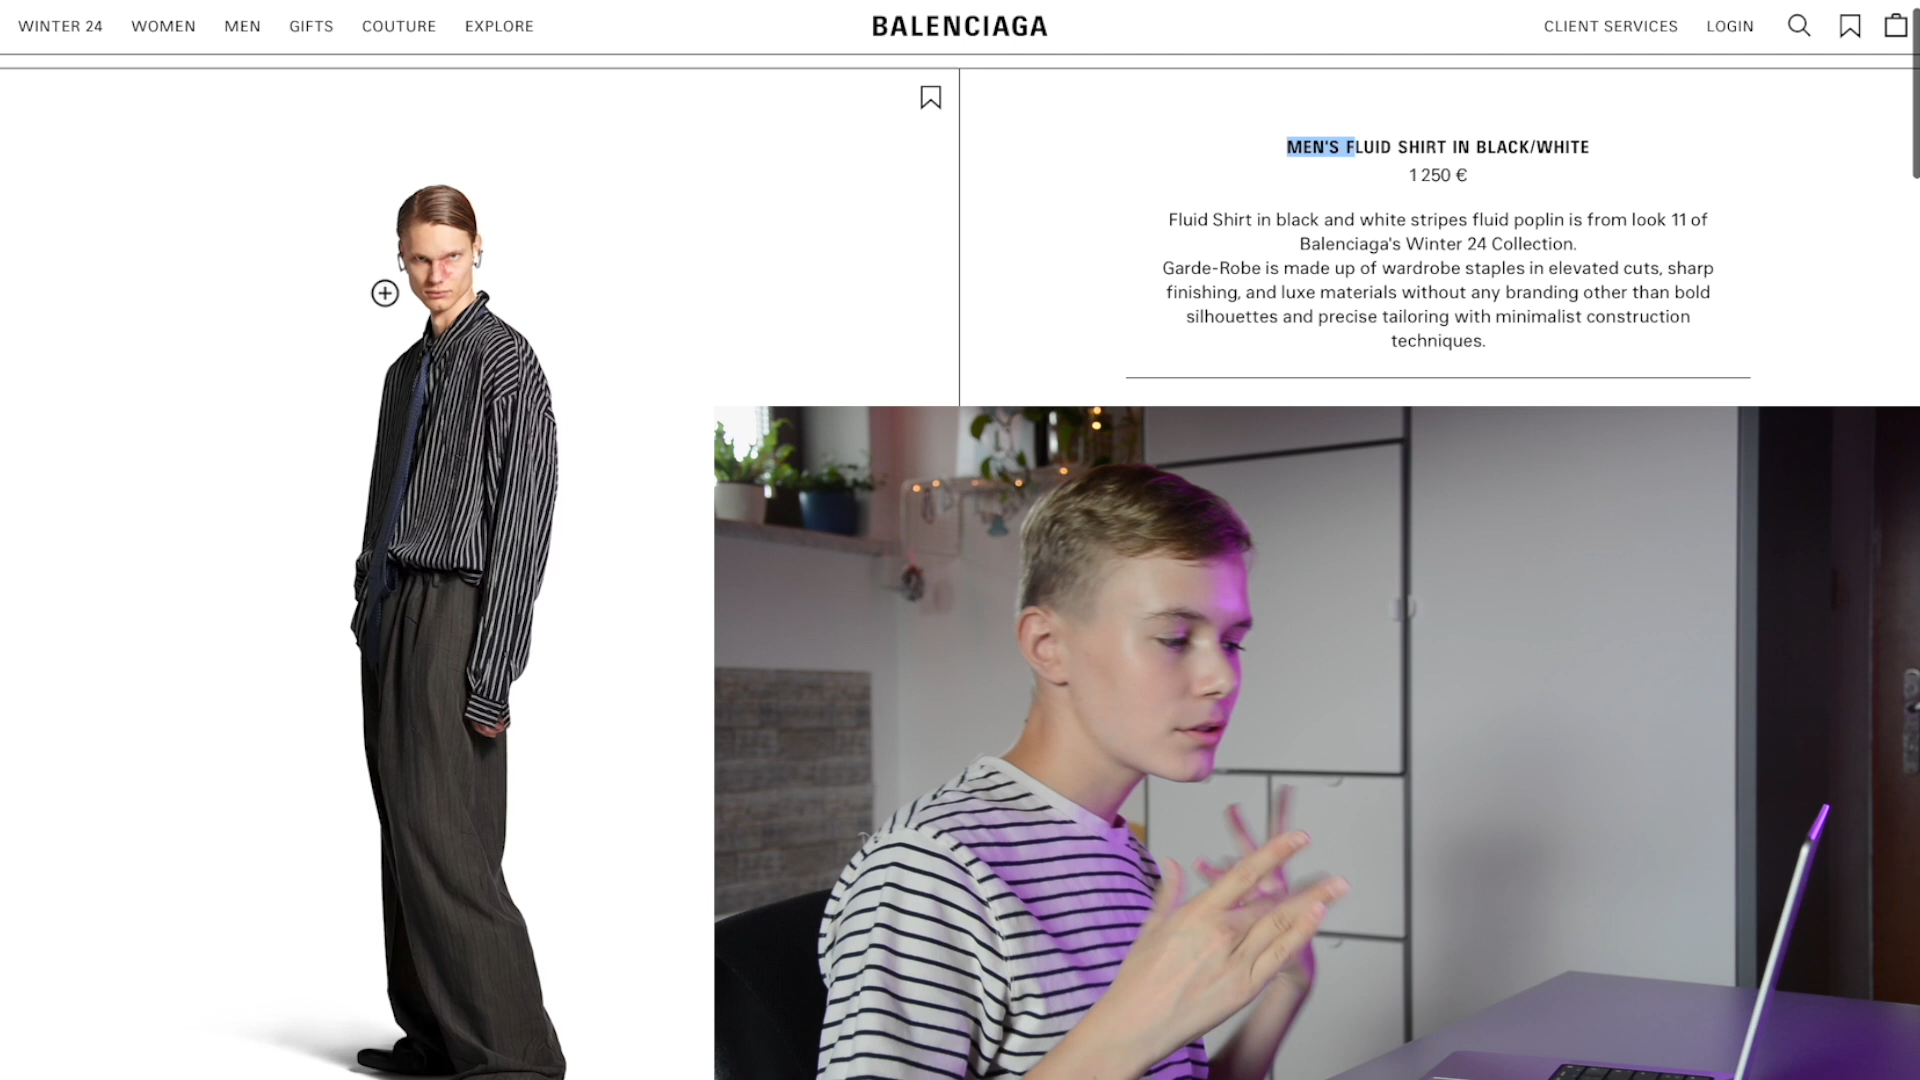 WINTER 24 WOMEN MEN GIFTS COUTURE EXPLORE BALENCIAGA CLIENT SERVICES LOGIN
MEN'S FLUID SHIRT IN BLACK/WHITE
1 250 €
Fluid Shirt in black and white stripes fluid poplin is from look 11 of
Balenciaga's Winter 24 Collection.
Garde-Robe is made up of wardrobe staples in elevated cuts, sharp
finishing, and luxe materials without any branding other than bold
silhouettes and precise tailoring with minimalist construction
techniques.